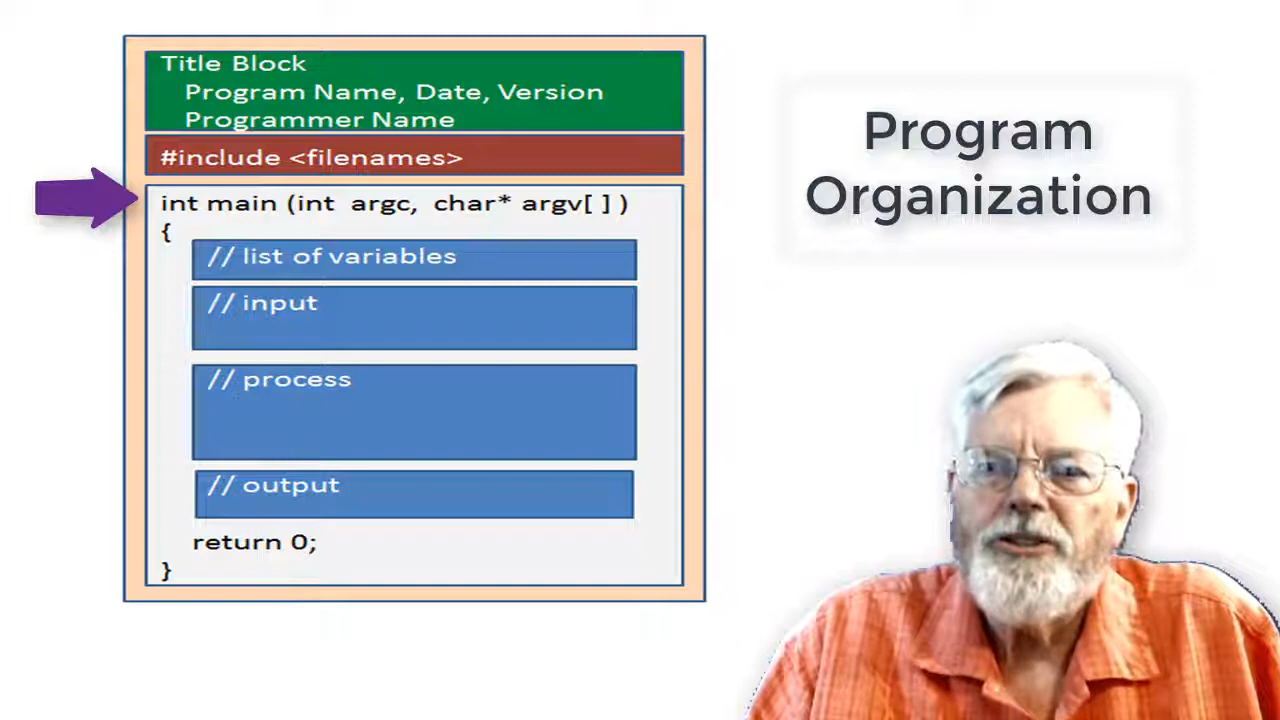 Title Block
Program Name, Date, Version
Programmer Name
#include <filenames>
int main (int argc, char* argv[ ] )
{
// list of variables
// input
// process
// output
return 0;
}
Program
Organization